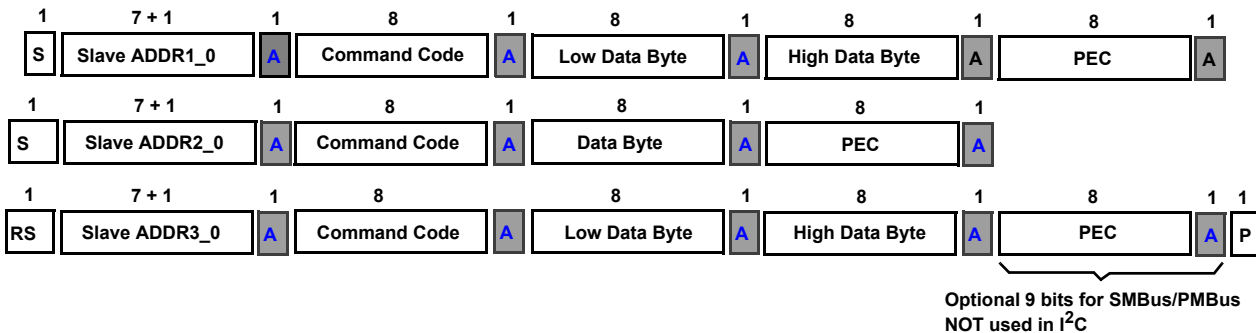 1 7 + 1 1 8 1 8 1 8 1 8 1
S Slave ADDR1_0 A Command Code A Low Data Byte A High Data Byte A PEC A
1 7 + 1 1 8 1 8 1 8 1
S Slave ADDR2_0 A Command Code A Data Byte A PEC A
1 7 + 1 1 8 1 8 1 8 1 8 1 1
RS Slave ADDR3_0 A Command Code A Low Data Byte A High Data Byte A PEC A P
Optional 9 bits for SMBus/PMBus
NOT used in I²C